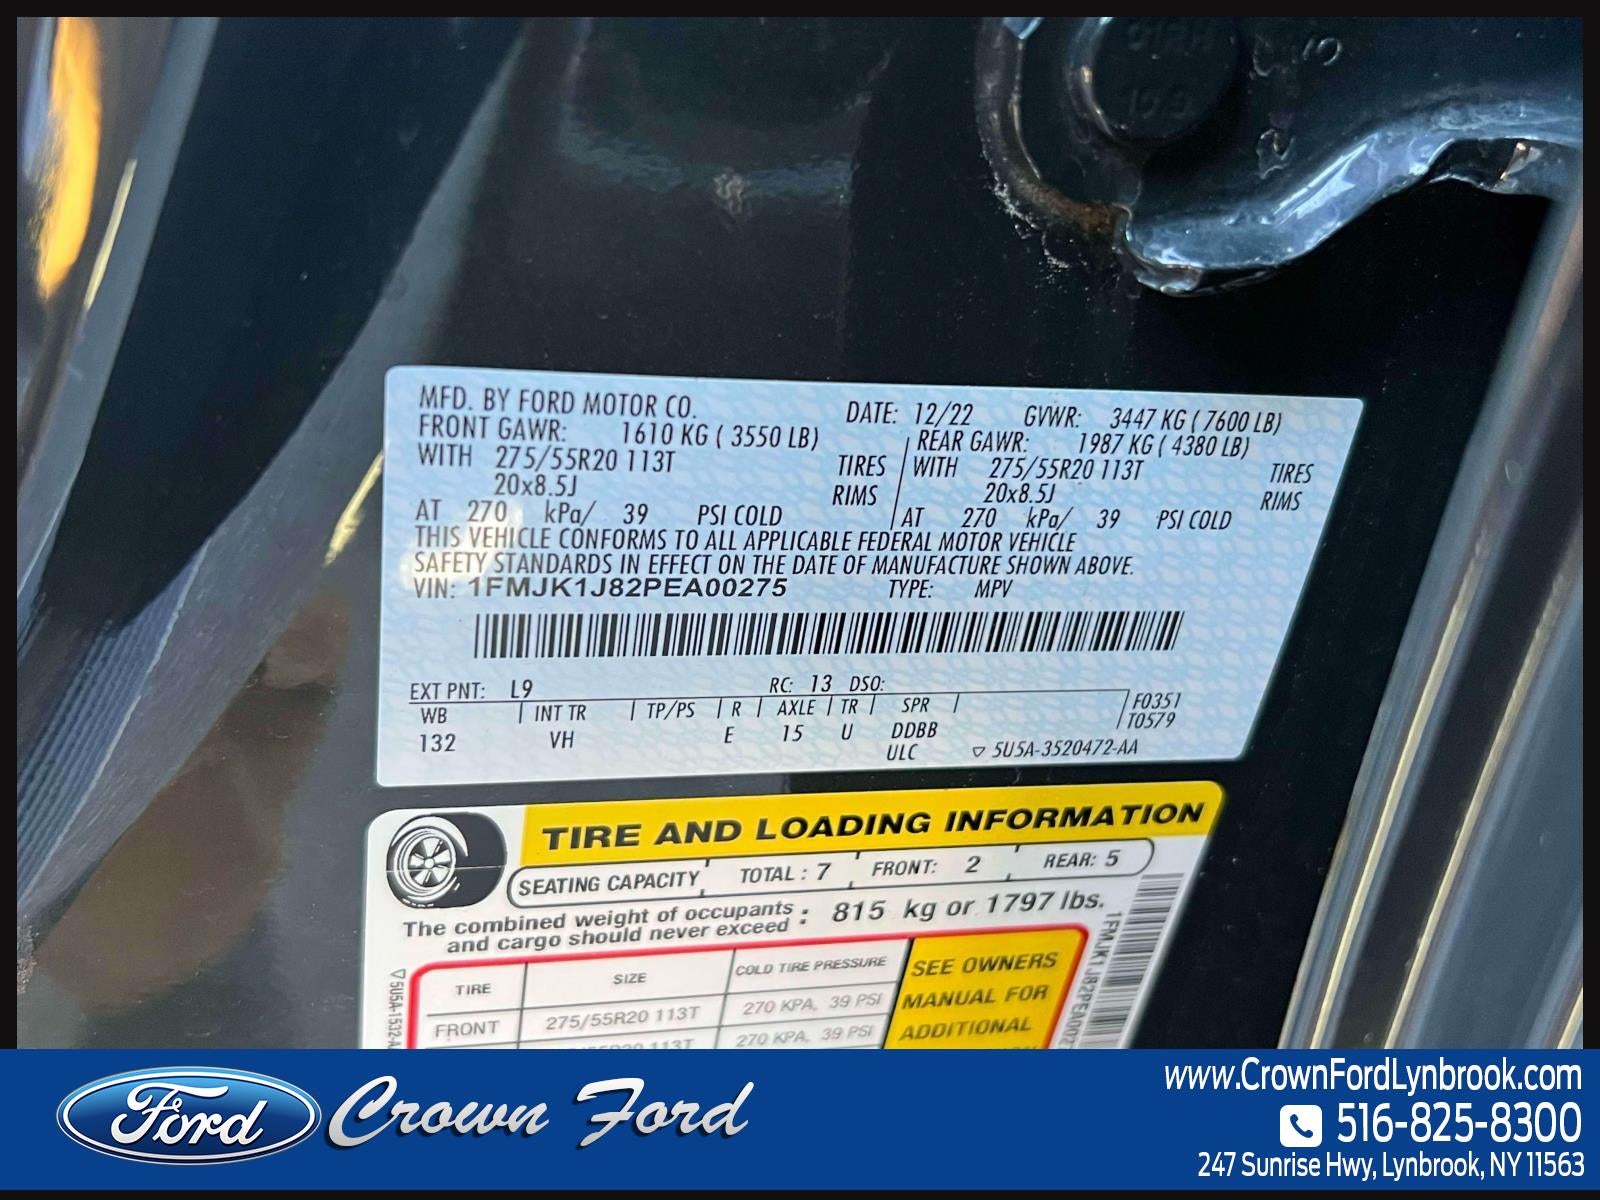 10.9
MFD. BY FORD MOTOR CO. DATE: 12/22 GVWR: 3447 KG ( 7600 LB)
FRONT GAWR: 1610 KG ( 3550 LB) REAR GAWR: 1987 KG ( 4380 LB)
WITH 275/55R20 113T TIRES WITH 275/55R20 113T TIRES
20x8.5J RIMS 20x8.5J RIMS
AT 270 kPa/ 39 PSI COLD AT 270 kPa/ 39 PSI COLD
THIS VEHICLE CONFORMS TO ALL APPLICABLE FEDERAL MOTOR VEHICLE
SAFETY STANDARDS IN EFFECT ON THE DATE OF MANUFACTURE SHOWN ABOVE.
VIN: 1FMJK1J82PEA00275 TYPE: MPV
EXT PNT: L9 RC: 13 DSO:
WB | INT TR | TP/PS | R | AXLE | TR | SPR | F0351
132 VH E 15 U DDBB T0579
ULC ▽ 5U5A-3520472-AA
TIRE AND LOADING INFORMATION
SEATING CAPACITY TOTAL : 7 FRONT: 2 REAR: 5
The combined weight of occupants : 815 kg or 1797 lbs.
and cargo should never exceed
TIRE SIZE COLD TIRE PRESSURE SEE OWNERS
FRONT 275/55R20 113T 270 KPA, 39 PSI MANUAL FOR
113T 270 KPA, 39 PSI ADDITIONAL
1FMJK1J82PEA002
▽ 5U5A-1532
Ford Crown Ford
www.CrownFordLynbrook.com
516-825-8300
247 Sunrise Hwy, Lynbrook, NY 11563